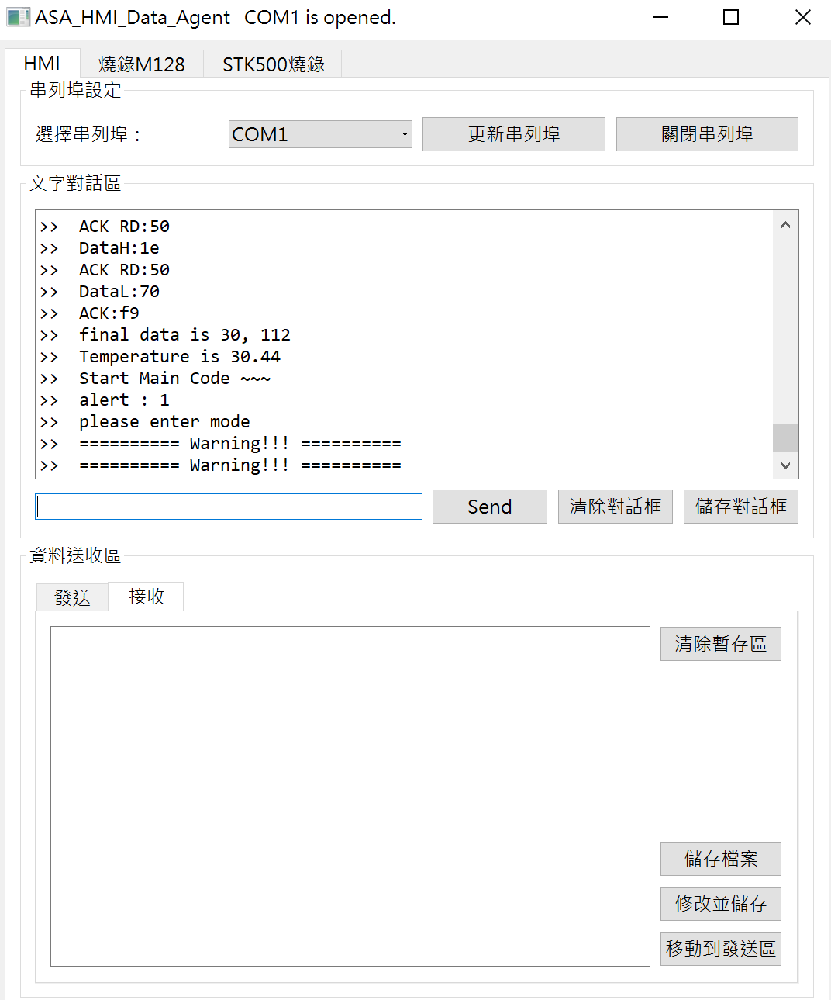 ASA_HMI_Data_Agent   COM1 is opened.
HMI 燒錄M128 STK500燒錄
串列埠設定
選擇串列埠： COM1 更新串列埠 關閉串列埠
文字對話區
>>  ACK RD:50
>>  DataH:1e
>>  ACK RD:50
>>  DataL:70
>>  ACK:f9
>>  final data is 30, 112
>>  Temperature is 30.44
>>  Start Main Code ~~~
>>  alert : 1
>>  please enter mode
>>  ========== Warning!!! ==========
>>  ========== Warning!!! ==========
Send 清除對話框 儲存對話框
資料送收區
發送 接收
清除暫存區
儲存檔案
修改並儲存
移動到發送區